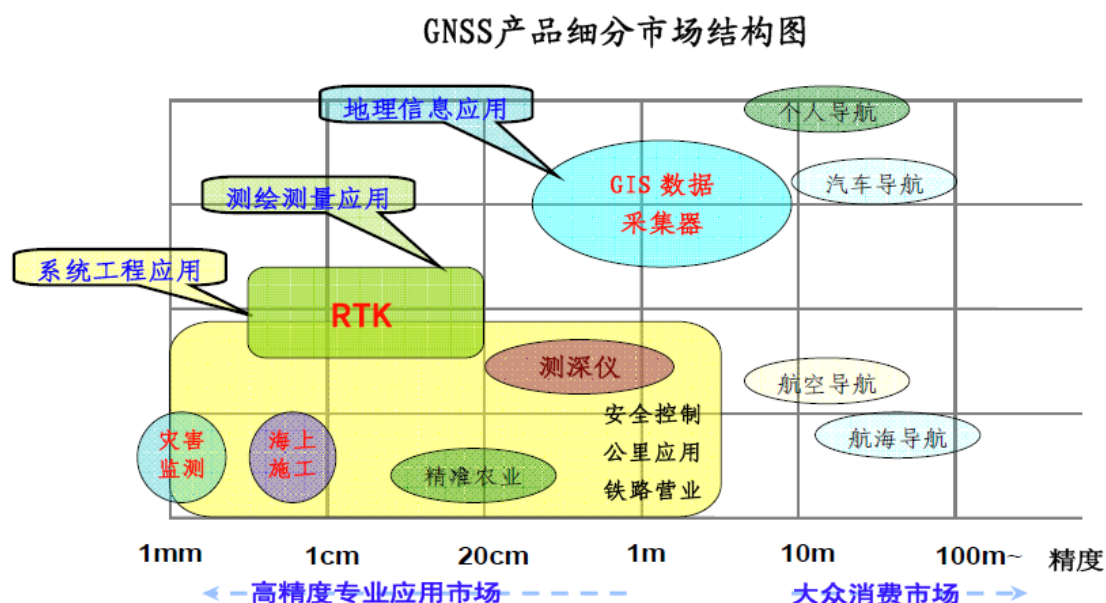 GNSS产品细分市场结构图
地理信息应用
个人导航
GIS 数据
采集器
汽车导航
测绘测量应用
系统工程应用
RTK
测深仪
航空导航
安全控制
公里应用
铁路营业
灾害
监测
海上
施工
精准农业
航海导航
1mm
1cm
20cm
1m
10m
100m~
精度
高精度专业应用市场
大众消费市场